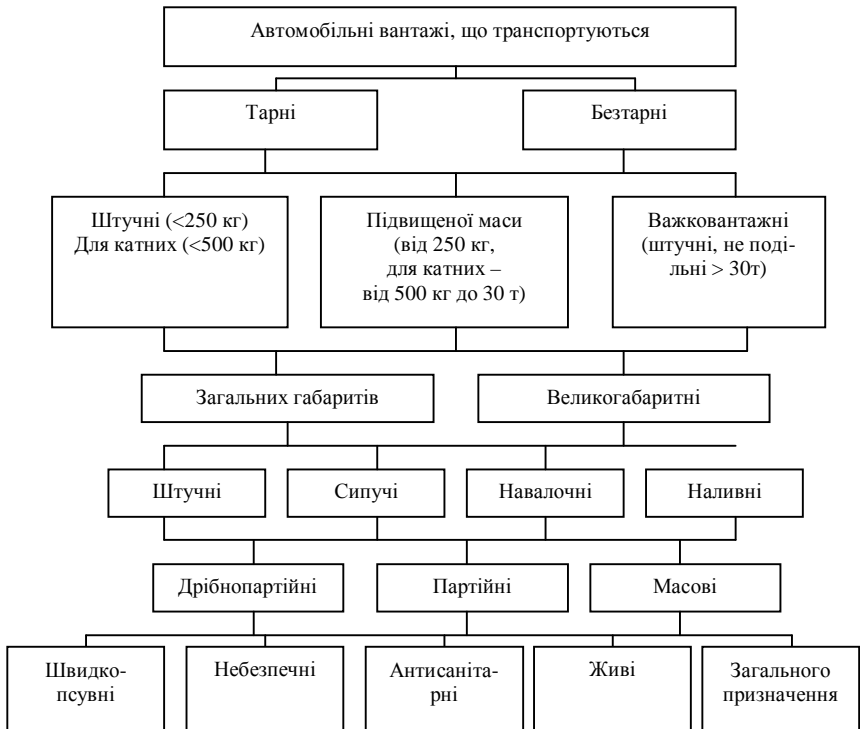 Автомобільні вантажі, що транспортуються
Тарні
Безтарні
Штучні (<250 кг)
Для катних (<500 кг)
Підвищеної маси
(від 250 кг,
для катних –
від 500 кг до 30 т)
Важковантажні
(штучні, не поді-
льні > 30т)
Загальних габаритів
Великогабаритні
Штучні
Сипучі
Навалочні
Наливні
Дрібнопартійні
Партійні
Масові
Швидко-
псувні
Небезпечні
Антисаніта-
рні
Живі
Загального
призначення